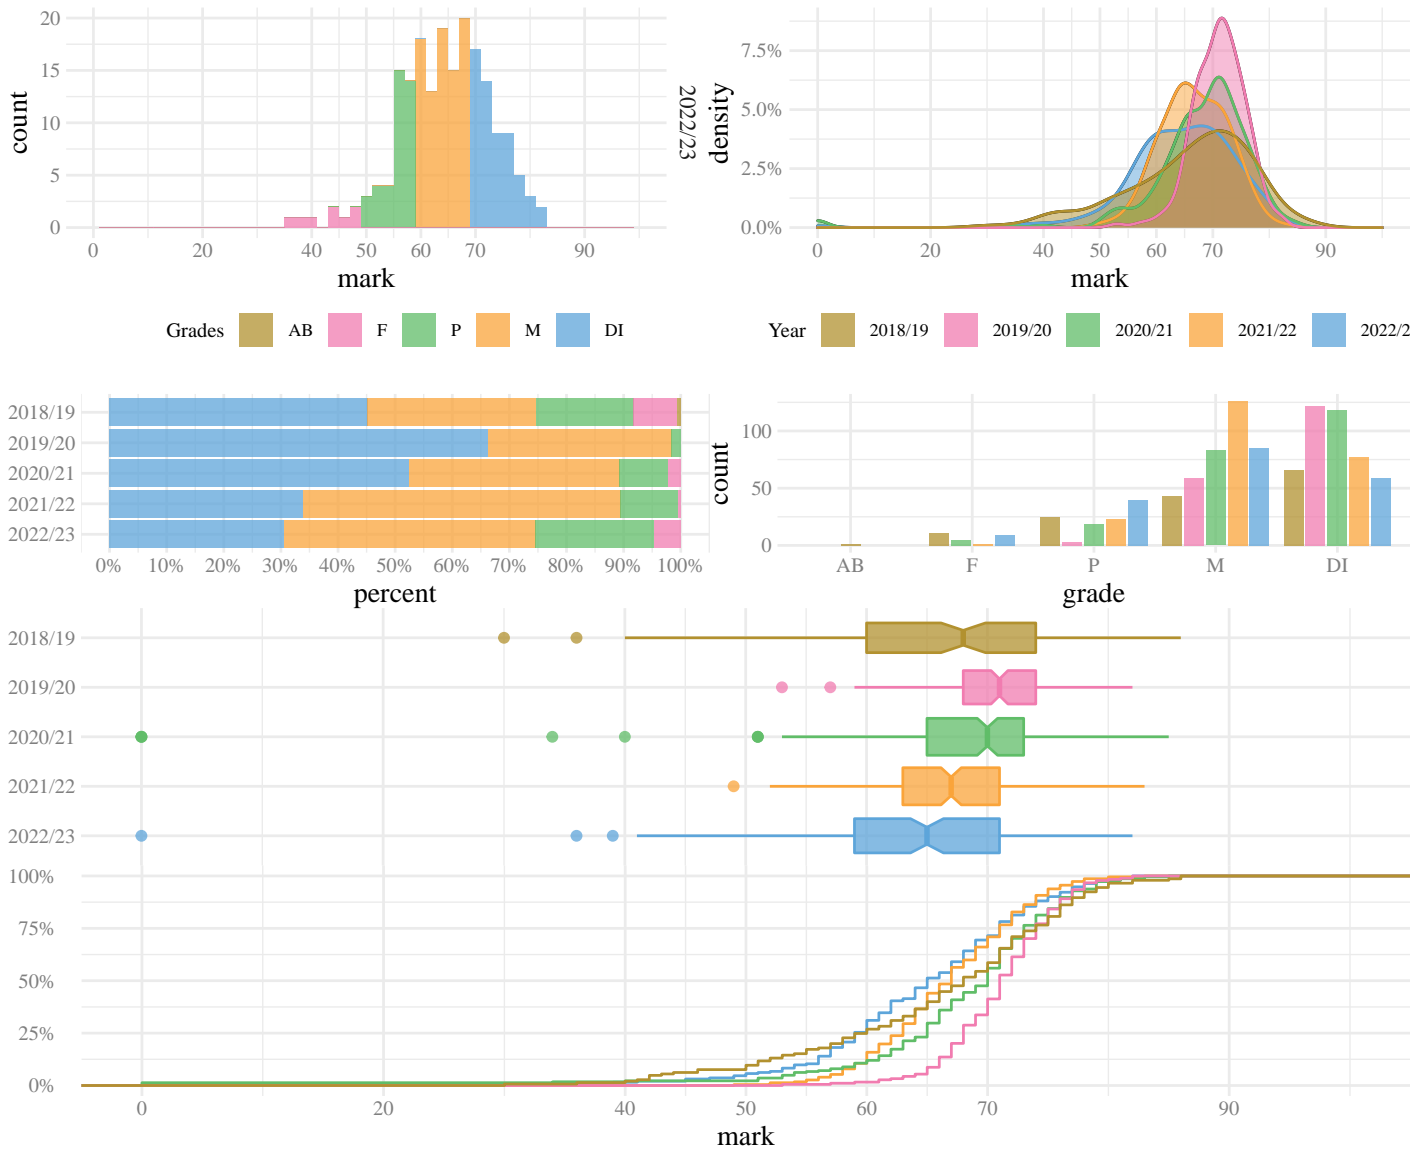 20
15
10
5
0
count
0 20 40 50 60 70 90
mark
2022/23
7.5%
5.0%
2.5%
0.0%
density
0 20 40 50 60 70 90
mark
Grades AB F P M DI
Year 2018/19 2019/20 2020/21 2021/22 2022/2
2018/19
2019/20
2020/21
2021/22
2022/23
0% 10% 20% 30% 40% 50% 60% 70% 80% 90% 100%
percent
100
50
0
count
AB F P M DI
grade
2018/19
2019/20
2020/21
2021/22
2022/23
100%
75%
50%
25%
0%
0 20 40 50 60 70 90
mark